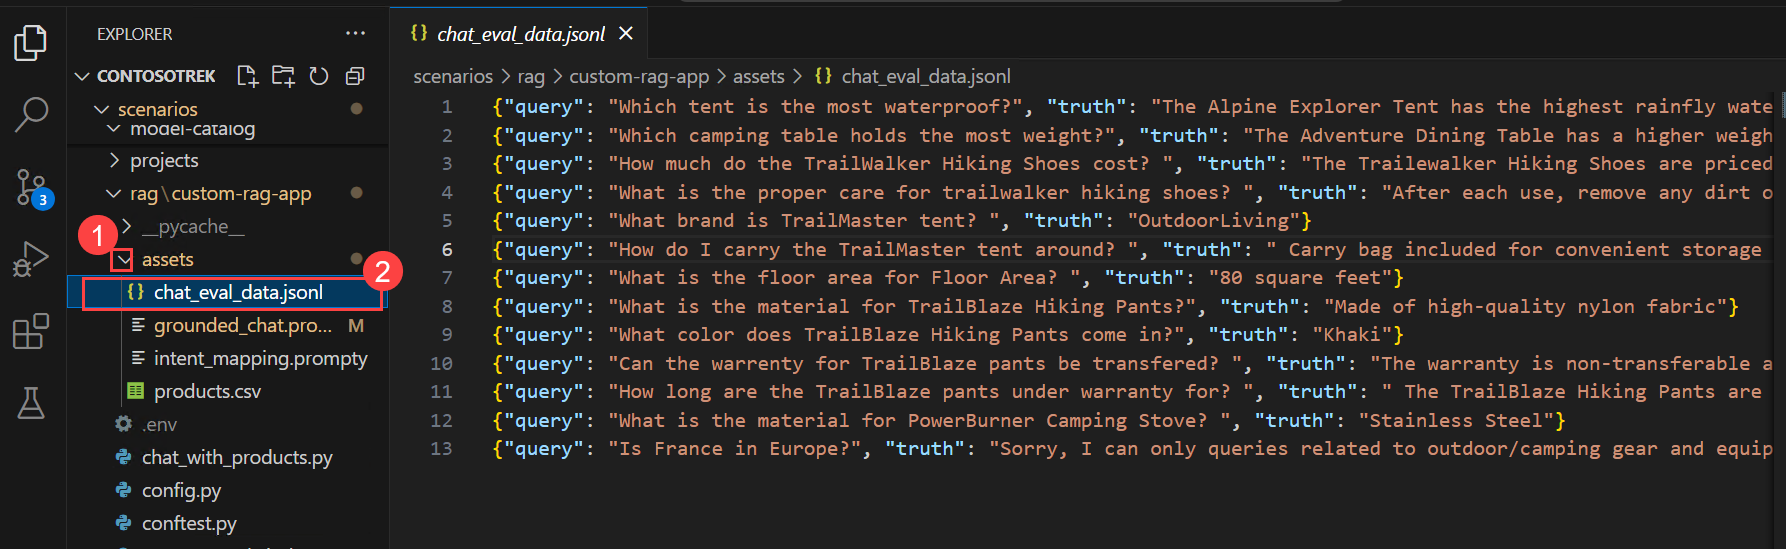 EXPLORER ···
CONTOSOTREK
scenarios
model-catalog
projects
rag\custom-rag-app
__pycache__
1
assets
2
chat_eval_data.jsonl
grounded_chat.pro... M
intent_mapping.prompty
products.csv
.env
chat_with_products.py
config.py
conftest.py
3
{} chat_eval_data.jsonl
scenarios > rag > custom-rag-app > assets > {} chat_eval_data.jsonl
1 {"query": "Which tent is the most waterproof?", "truth": "The Alpine Explorer Tent has the highest rainfly wate
2 {"query": "Which camping table holds the most weight?", "truth": "The Adventure Dining Table has a higher weigh
3 {"query": "How much do the TrailWalker Hiking Shoes cost? ", "truth": "The Trailewalker Hiking Shoes are priced
4 {"query": "What is the proper care for trailwalker hiking shoes? ", "truth": "After each use, remove any dirt o
5 {"query": "What brand is TrailMaster tent? ", "truth": "OutdoorLiving"}
6 {"query": "How do I carry the TrailMaster tent around? ", "truth": " Carry bag included for convenient storage
7 {"query": "What is the floor area for Floor Area? ", "truth": "80 square feet"}
8 {"query": "What is the material for TrailBlaze Hiking Pants?", "truth": "Made of high-quality nylon fabric"}
9 {"query": "What color does TrailBlaze Hiking Pants come in?", "truth": "Khaki"}
10 {"query": "Can the warrenty for TrailBlaze pants be transfered? ", "truth": "The warranty is non-transferable a
11 {"query": "How long are the TrailBlaze pants under warranty for? ", "truth": " The TrailBlaze Hiking Pants are
12 {"query": "What is the material for PowerBurner Camping Stove? ", "truth": "Stainless Steel"}
13 {"query": "Is France in Europe?", "truth": "Sorry, I can only queries related to outdoor/camping gear and equip